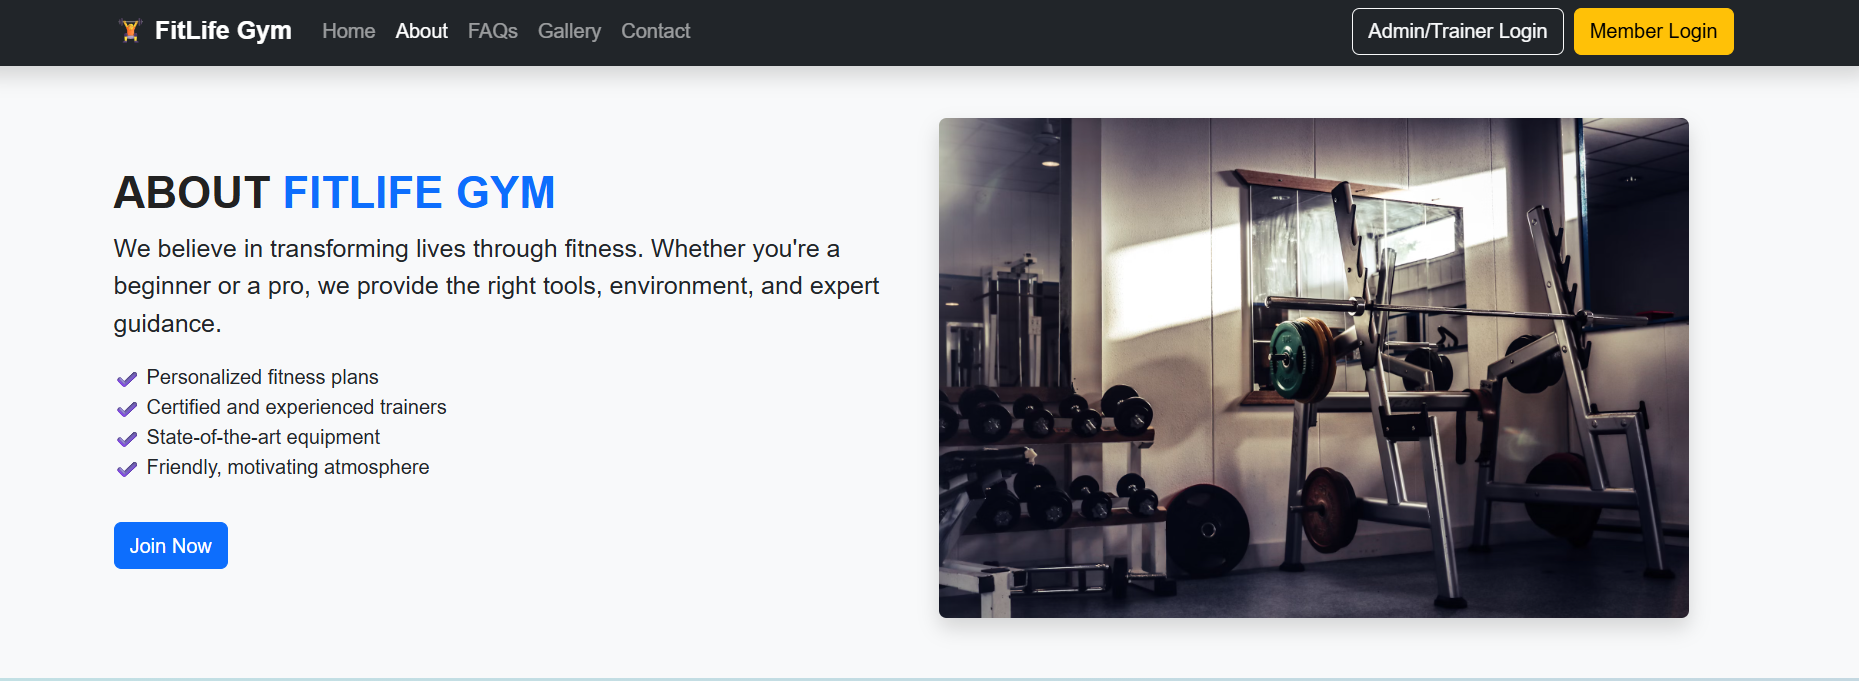 FitLife Gym Home About FAQs Gallery Contact Admin/Trainer Login Member Login
ABOUT FITLIFE GYM
We believe in transforming lives through fitness. Whether you're a
beginner or a pro, we provide the right tools, environment, and expert
guidance.
Personalized fitness plans
Certified and experienced trainers
State-of-the-art equipment
Friendly, motivating atmosphere
Join Now